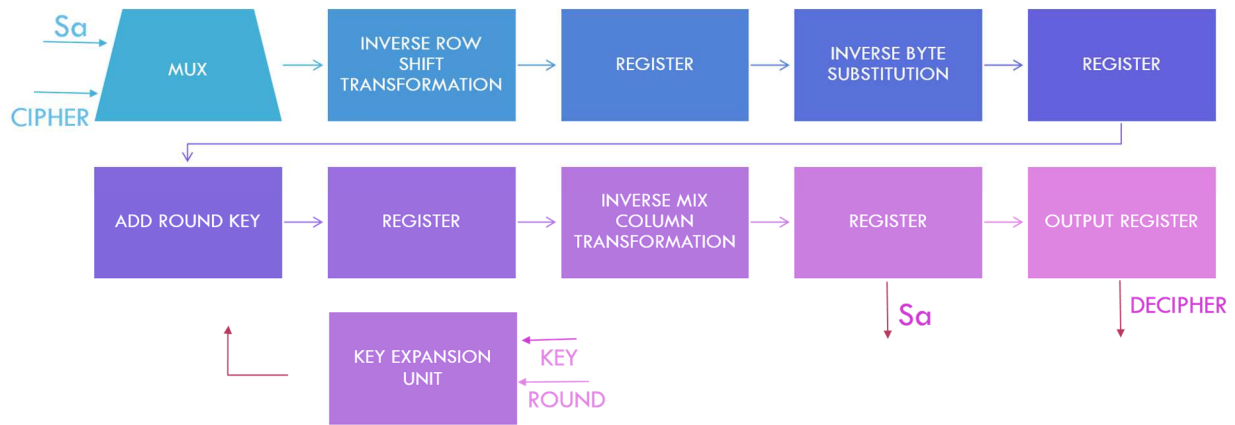 Sa
CIPHER
MUX
INVERSE ROW
SHIFT
TRANSFORMATION
REGISTER
INVERSE BYTE
SUBSTITUTION
REGISTER
ADD ROUND KEY
REGISTER
INVERSE MIX
COLUMN
TRANSFORMATION
REGISTER
OUTPUT REGISTER
Sa
DECIPHER
KEY EXPANSION
UNIT
KEY
ROUND